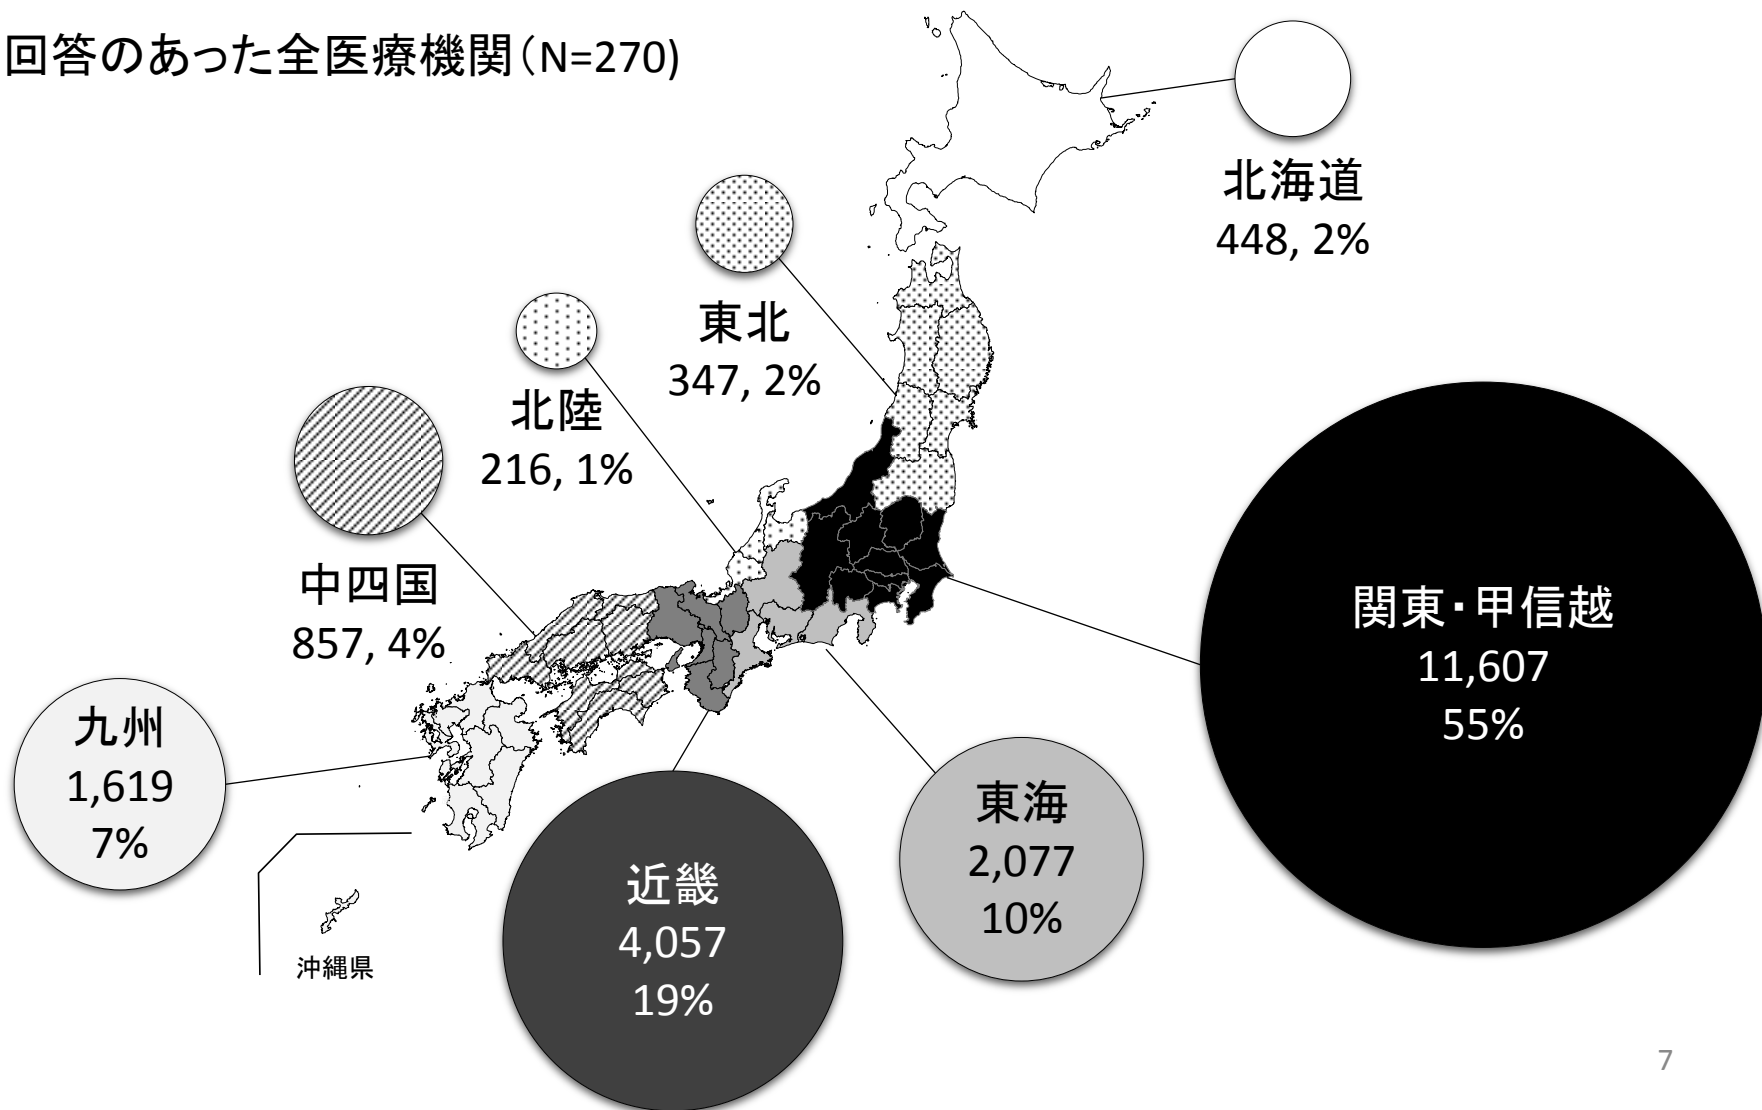 回答のあった全医療機関(N=270)
北海道
448, 2%
東北
347, 2%
北陸
216, 1%
中四国
857, 4%
関東・甲信越
11,607
55%
九州
1,619
7%
東海
2,077
10%
近畿
4,057
19%
沖縄県
7